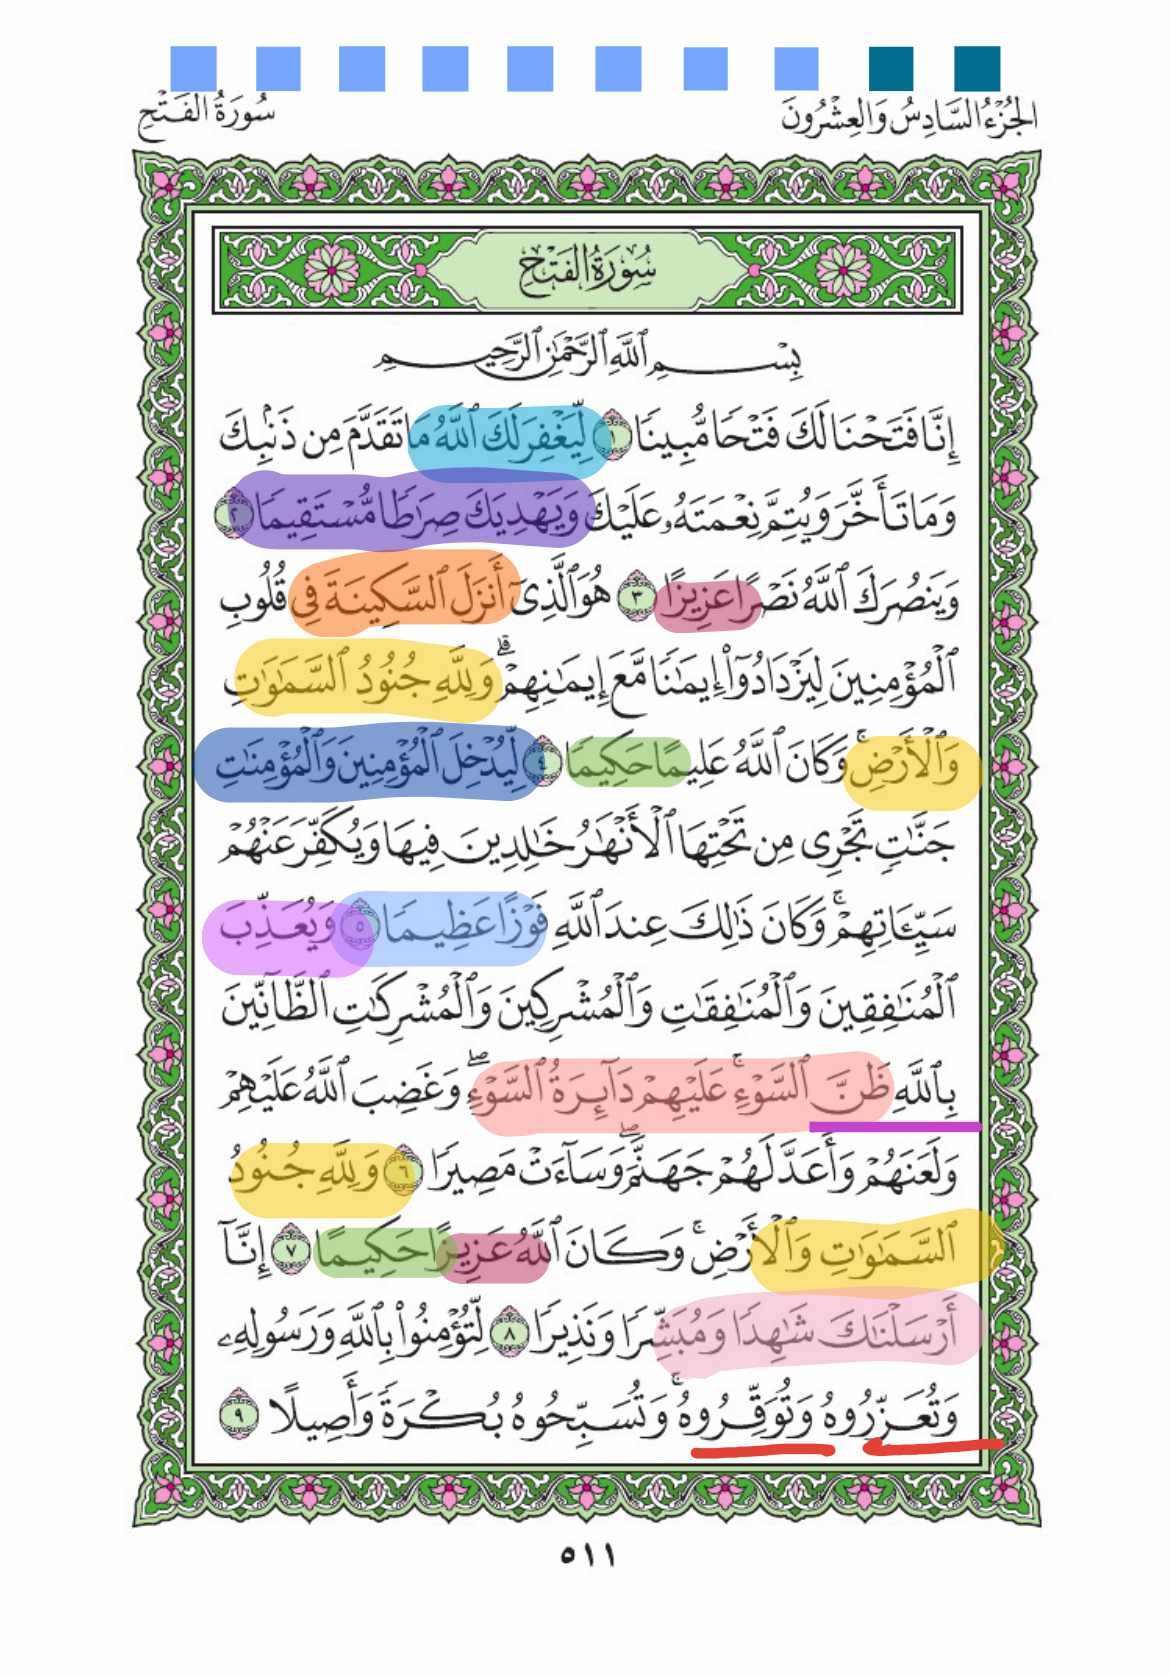 الجُزْءُ السَّادِسُ وَالعِشْرُونَ
سُورَةُ الفَتْحِ
سُورَةُ الفَتْحِ
بِسْمِ ٱللَّهِ ٱلرَّحْمَٰنِ ٱلرَّحِيمِ
إِنَّا فَتَحْنَا لَكَ فَتْحًا مُّبِينًا ١ لِّيَغْفِرَ لَكَ ٱللَّهُ مَا تَقَدَّمَ مِن ذَنۢبِكَ
وَمَا تَأَخَّرَ وَيُتِمَّ نِعْمَتَهُۥ عَلَيْكَ وَيَهْدِيَكَ صِرَٰطًا مُّسْتَقِيمًا ٢
وَيَنصُرَكَ ٱللَّهُ نَصْرًا عَزِيزًا ٣ هُوَ ٱلَّذِىٓ أَنزَلَ ٱلسَّكِينَةَ فِى قُلُوبِ
ٱلْمُؤْمِنِينَ لِيَزْدَادُوٓا۟ إِيمَٰنًا مَّعَ إِيمَٰنِهِمْ ۗ وَلِلَّهِ جُنُودُ ٱلسَّمَٰوَٰتِ
وَٱلْأَرْضِ ۚ وَكَانَ ٱللَّهُ عَلِيمًا حَكِيمًا ٤ لِّيُدْخِلَ ٱلْمُؤْمِنِينَ وَٱلْمُؤْمِنَٰتِ
جَنَّٰتٍ تَجْرِى مِن تَحْتِهَا ٱلْأَنْهَٰرُ خَٰلِدِينَ فِيهَا وَيُكَفِّرَ عَنْهُمْ
سَيِّـَٔاتِهِمْ ۚ وَكَانَ ذَٰلِكَ عِندَ ٱللَّهِ فَوْزًا عَظِيمًا ٥ وَيُعَذِّبَ
ٱلْمُنَٰفِقِينَ وَٱلْمُنَٰفِقَٰتِ وَٱلْمُشْرِكِينَ وَٱلْمُشْرِكَٰتِ ٱلظَّآنِّينَ
بِٱللَّهِ ظَنَّ ٱلسَّوْءِ ۚ عَلَيْهِمْ دَآئِرَةُ ٱلسَّوْءِ ۖ وَغَضِبَ ٱللَّهُ عَلَيْهِمْ
وَلَعَنَهُمْ وَأَعَدَّ لَهُمْ جَهَنَّمَ ۖ وَسَآءَتْ مَصِيرًا ٦ وَلِلَّهِ جُنُودُ
ٱلسَّمَٰوَٰتِ وَٱلْأَرْضِ ۚ وَكَانَ ٱللَّهُ عَزِيزًا حَكِيمًا ٧ إِنَّآ
أَرْسَلْنَٰكَ شَٰهِدًا وَمُبَشِّرًا وَنَذِيرًا ٨ لِّتُؤْمِنُوا۟ بِٱللَّهِ وَرَسُولِهِۦ
وَتُعَزِّرُوهُ وَتُوَقِّرُوهُ ۚ وَتُسَبِّحُوهُ بُكْرَةً وَأَصِيلًا ٩
٥١١